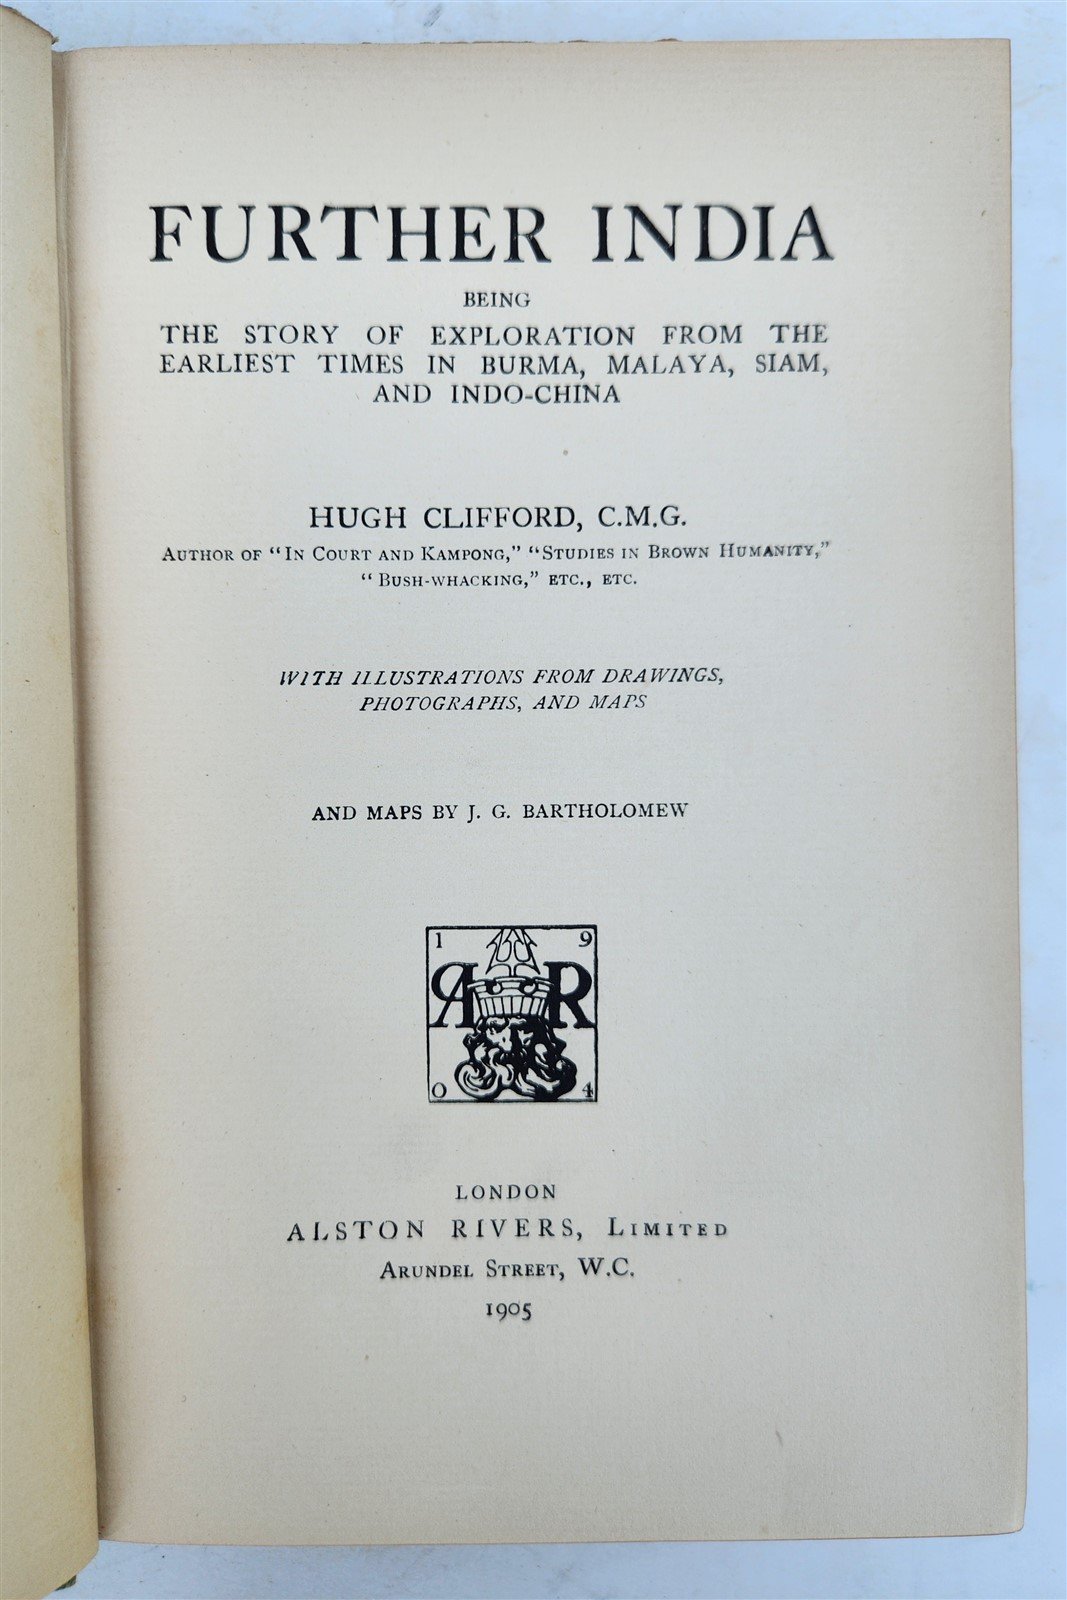 FURTHER INDIA
BEING
THE STORY OF EXPLORATION FROM THE
EARLIEST TIMES IN BURMA, MALAYA, SIAM,
AND INDO-CHINA
HUGH CLIFFORD, C.M.G.
AUTHOR OF “IN COURT AND KAMPONG,” “STUDIES IN BROWN HUMANITY,”
“BUSH-WHACKING,” ETC., ETC.
WITH ILLUSTRATIONS FROM DRAWINGS,
PHOTOGRAPHS, AND MAPS
AND MAPS BY J. G. BARTHOLOMEW
1 9
A R
0 4
LONDON
ALSTON RIVERS, LIMITED
ARUNDEL STREET, W.C.
1905